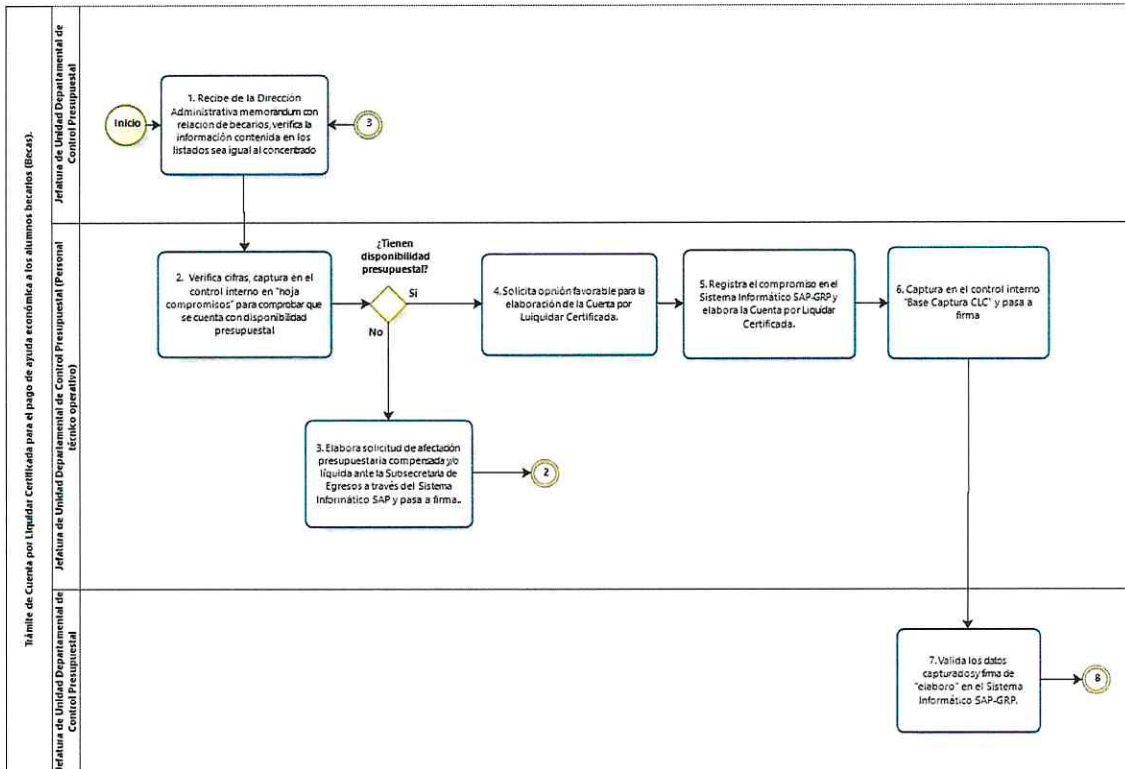 Trámite de Cuenta por Liquidar Certificada para el pago de ayuda económica a los alumnos becarios (Becas).
Jefatura de Unidad Departamental de
Control Presupuestal
Inicio
1. Recibe de la Dirección
Administrativa memorándum con
relacion de becarios, verifica la
información contenida en los
listados sea igual al concentrado
3
Jefatura de Unidad Departamental de Control Presupuestal (Personal
técnico operativo)
2. Verifica cifras, captura en el
control interno en "hoja
compromisos" para comprobar que
se cuenta con disponibilidad
presupuestal
¿Tienen
disponibilidad
presupuestal?
Sí
No
4. Solicita opnión favorable para la
elaboración de la Cuenta por
Luiquidar Certificada.
5. Registra el compromiso en el
Sistema Informático SAP-GRP y
elabora la Cuenta por Liquidar
Certificada.
6. Captura en el control interno
"Base Captura CLC" y pasa a
firma
3. Elabora solicitud de afectación
presupuestaria compensada y/o
líquida ante la Subsecretaría de
Egresos a través del Sistema
Informático SAP y pasa a firma..
2
Jefatura de Unidad Departamental de
Control Presupuestal
7. Valida los datos
capturados y firma de
"elaboro" en el Sistema
Informático SAP-GRP.
8